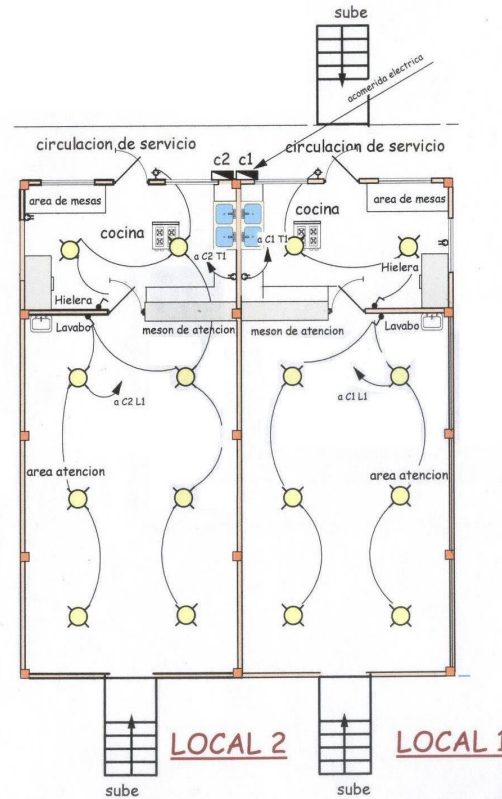 sube
acomerida electrica
circulacion de servicio
c2 c1
circulacion de servicio
area de mesas
area de mesas
cocina
cocina
a C2 T1
a C1 T1
Hielera
Hielera
Lavabo
meson de atencion
meson de atencion
Lavabo
a C2 L1
a C1 L1
area atencion
area atencion
LOCAL 2
LOCAL 1
sube
sube